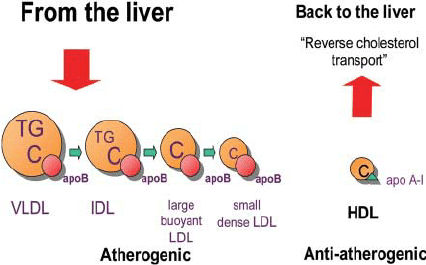 From the liver
Back to the liver
"Reverse cholesterol
transport"
TG
C
apoB
TG
C
apoB
C
apoB
C
apoB
C
apo A-I
VLDL
IDL
large
buoyant
LDL
small
dense LDL
HDL
Atherogenic
Anti-atherogenic